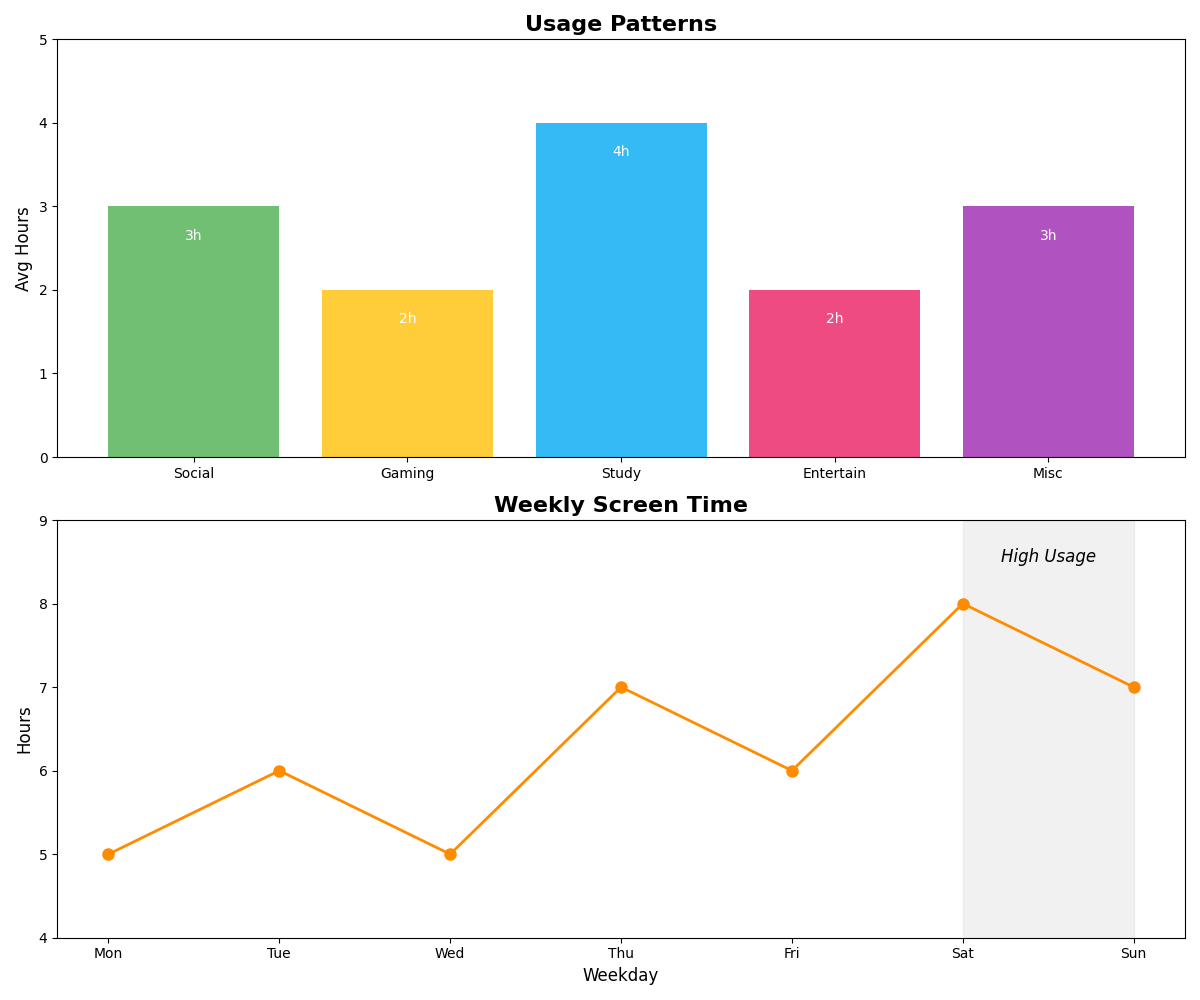 Usage Patterns
Avg Hours
5
4
3
2
1
0
3h
2h
4h
2h
3h
Social
Gaming
Study
Entertain
Misc
Weekly Screen Time
Hours
9
8
7
6
5
4
High Usage
Mon
Tue
Wed
Thu
Fri
Sat
Sun
Weekday